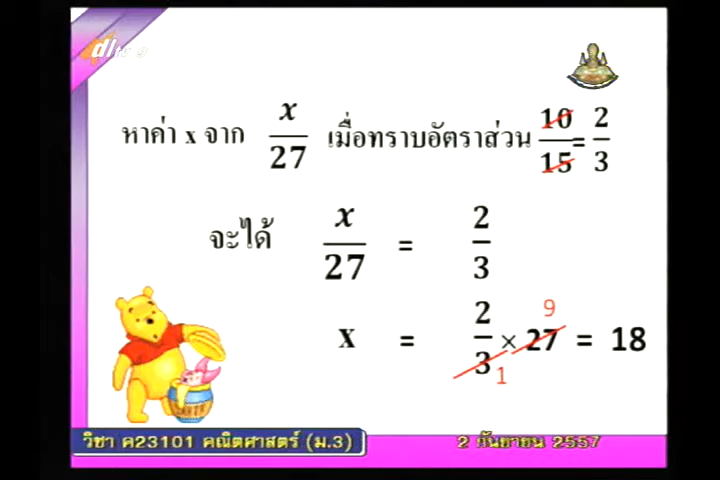 dltv 9
หาค่า x จาก x/27 เมื่อทราบอัตราส่วน 10/15 = 2/3
จะได้ x/27 = 2/3
9
x = 2/3 × 27 = 18
1
วิชา ค23101 คณิตศาสตร์ (ม.3) 2 กันยายน 2557